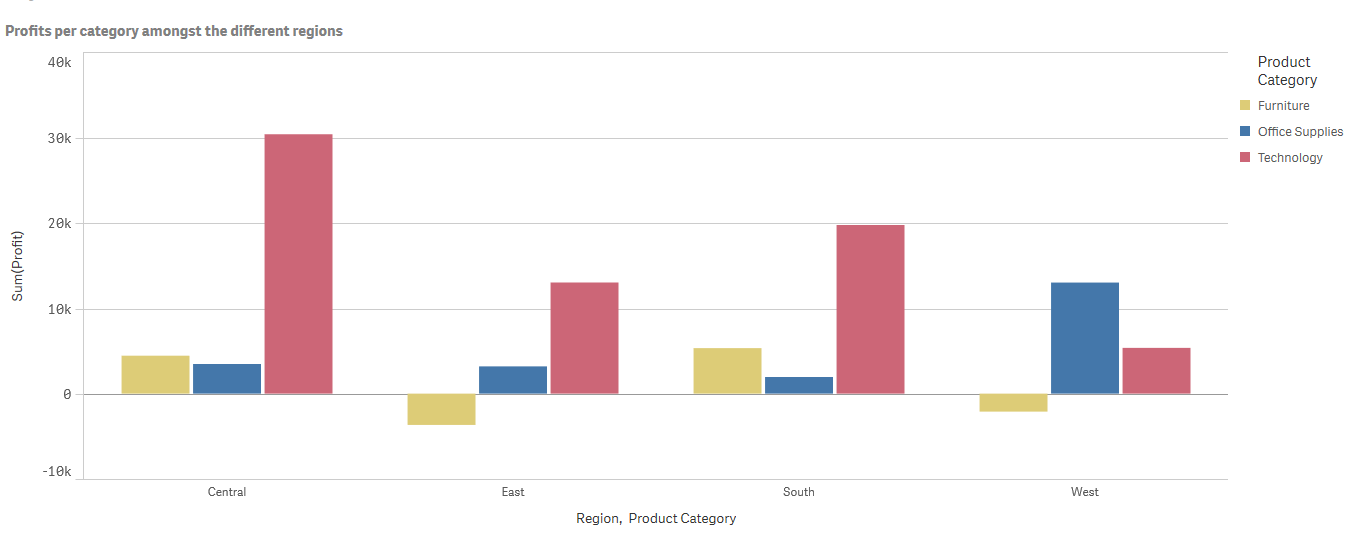 Profits per category amongst the different regions
40k
30k
20k
10k
0
-10k
Sum(Profit)
Central
East
South
West
Region, Product Category
Product
Category
Furniture
Office Supplies
Technology